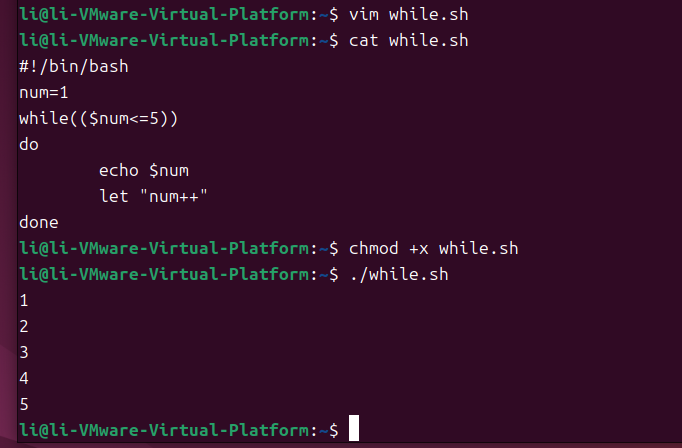 li@li-VMware-Virtual-Platform:~$ vim while.sh
li@li-VMware-Virtual-Platform:~$ cat while.sh
#!/bin/bash
num=1
while(($num<=5))
do
        echo $num
        let "num++"
done
li@li-VMware-Virtual-Platform:~$ chmod +x while.sh
li@li-VMware-Virtual-Platform:~$ ./while.sh
1
2
3
4
5
li@li-VMware-Virtual-Platform:~$